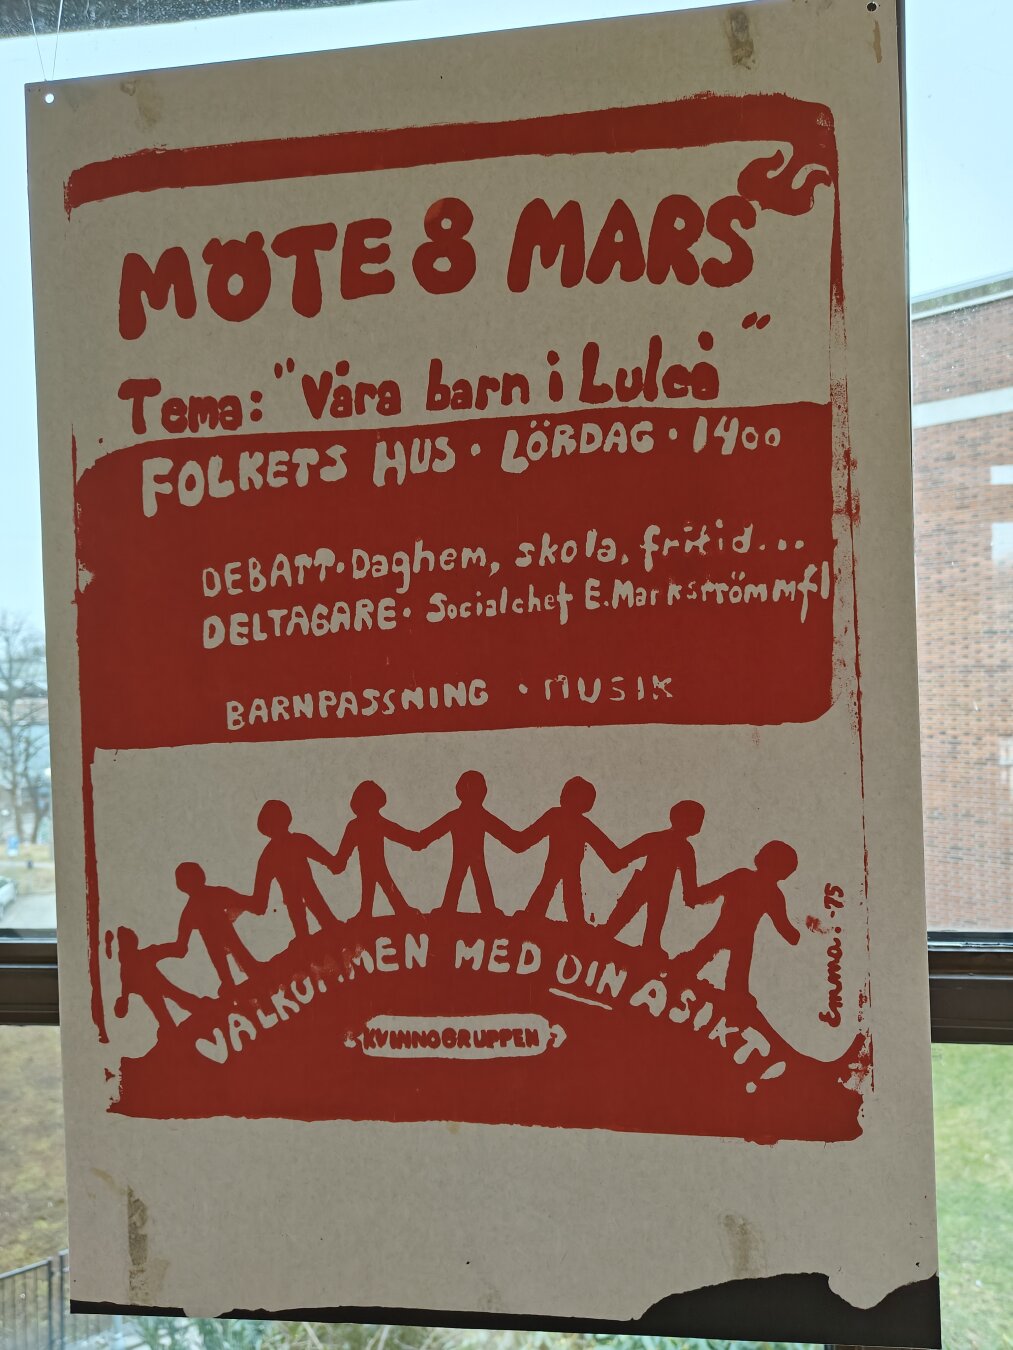 MÖTE 8 MARS
Tema: "Våra barn i Luleå"
FOLKETS HUS · LÖRDAG · 1400
DEBATT · Daghem, skola, fritid...
DELTAGARE · Socialchef E. Markström mfl
BARNPASSNING · MUSIK
VÄLKOMMEN MED DIN ÅSIKT!
KVINNOGRUPPEN
Emma: -75